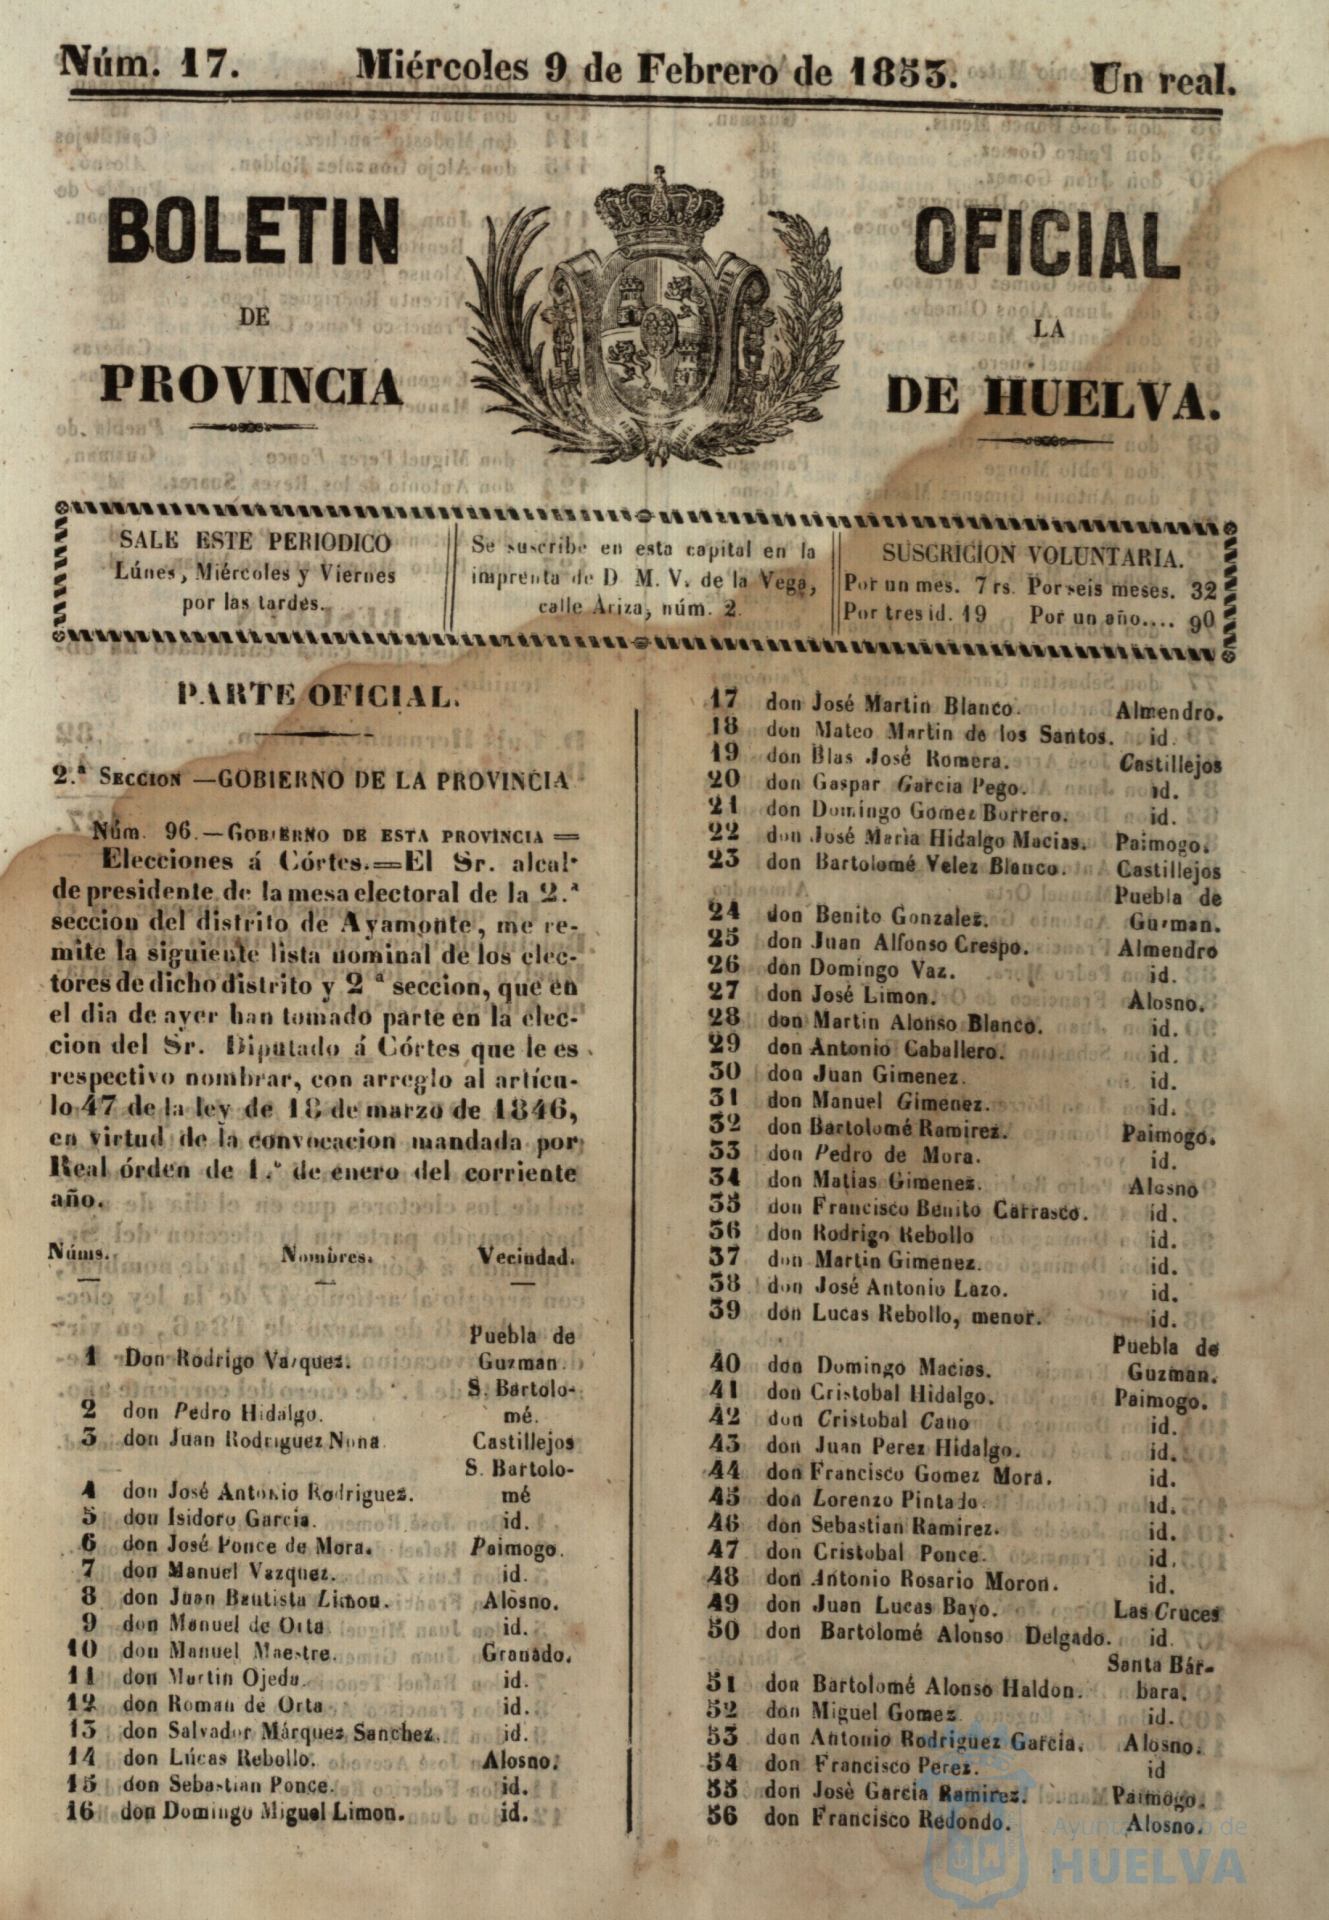 Núm. 17. Miércoles 9 de Febrero de 1853. Un real.
BOLETIN OFICIAL
DE LA
PROVINCIA DE HUELVA.
SALE ESTE PERIODICO
Lúnes, Miércoles y Viernes
por las tardes.
Se suscribe en esta capital en la
imprenta de D M. V. de la Vega,
calle Ariza, núm. 2.
SUSCRICION VOLUNTARIA.
Por un mes. 7 rs. Por seis meses. 32
Por tres id. 19 Por un año.... 90
PARTE OFICIAL.
2.ª SECCION —GOBIERNO DE LA PROVINCIA
Núm. 96.—GOBIERNO DE ESTA PROVINCIA=
Elecciones á Córtes.=El Sr. alcal-
de presidente de la mesa electoral de la 2.ª
seccion del distrito de Ayamonte, me re-
mite la siguiente lista nominal de los elec-
tores de dicho distrito y 2 ª seccion, que en
el dia de ayer han tomado parte en la elec-
cion del Sr. Diputado á Córtes que le es
respectivo nombrar, con arreglo al artícu-
lo 47 de la ley de 18 de marzo de 1846,
en virtud de la convocacion mandada por
Real órden de 1.º de enero del corriente
año.
Núms. Nombres. Vecindad.
Puebla de
1 Don Rodrigo Vazquez. Guzman.
S. Bartolo-
2 don Pedro Hidalgo. mé.
3 don Juan Rodriguez Nona Castillejos
S. Bartolo-
4 don José Antonio Rodriguez. mé
5 don Isidoro Garcia. id.
6 don José Ponce de Mora. Paimogo.
7 don Manuel Vazquez. id.
8 don Juan Bautista Limon. Alosno.
9 don Manuel de Orta id.
10 don Manuel Maestre. Granado.
11 don Martin Ojeda. id.
12 don Roman de Orta id.
13 don Salvador Márquez Sanchez. id.
14 don Lúcas Rebollo. Alosno.
15 don Sebastian Ponce. id.
16 don Domingo Miguel Limon. id.
17 don José Martin Blanco. Almendro.
18 don Mateo Martin de los Santos. id.
19 don Blas José Romera. Castillejos
20 don Gaspar Garcia Pego. id.
21 don Domingo Gomez Borrero. id.
22 don José Maria Hidalgo Macias. Paimogo.
23 don Bartolomé Velez Blanco. Castillejos
Puebla de
24 don Benito Gonzalez. Guzman.
25 don Juan Alfonso Crespo. Almendro
26 don Domingo Vaz. id.
27 don José Limon. Alosno.
28 don Martin Alonso Blanco. id.
29 don Antonio Caballero. id.
30 don Juan Gimenez. id.
31 don Manuel Gimenez. id.
32 don Bartolomé Ramirez. Paimogo.
33 don Pedro de Mora. id.
34 don Matias Gimenez. Alosno
35 don Francisco Benito Carrasco. id.
36 don Rodrigo Rebollo id.
37 don Martin Gimenez. id.
38 don José Antonio Lazo. id.
39 don Lucas Rebollo, menor. id.
Puebla de
40 don Domingo Macias. Guzman.
41 don Cristobal Hidalgo. Paimogo.
42 don Cristobal Cano id.
43 don Juan Perez Hidalgo. id.
44 don Francisco Gomez Mora. id.
45 don Lorenzo Pintado. id.
46 don Sebastian Ramirez. id.
47 don Cristobal Ponce. id.
48 don Antonio Rosario Moron. id.
49 don Juan Lucas Bayo. Las Cruces
50 don Bartolomé Alonso Delgado. id.
Santa Bár-
51 don Bartolomé Alonso Haldon. bara.
52 don Miguel Gomez. id.
53 don Antonio Rodriguez Garcia. Alosno.
54 don Francisco Perez. id
55 don Josè Garcia Ramirez. Paimogo.
56 don Francisco Redondo. Alosno.
Ayuntamiento de
HUELVA